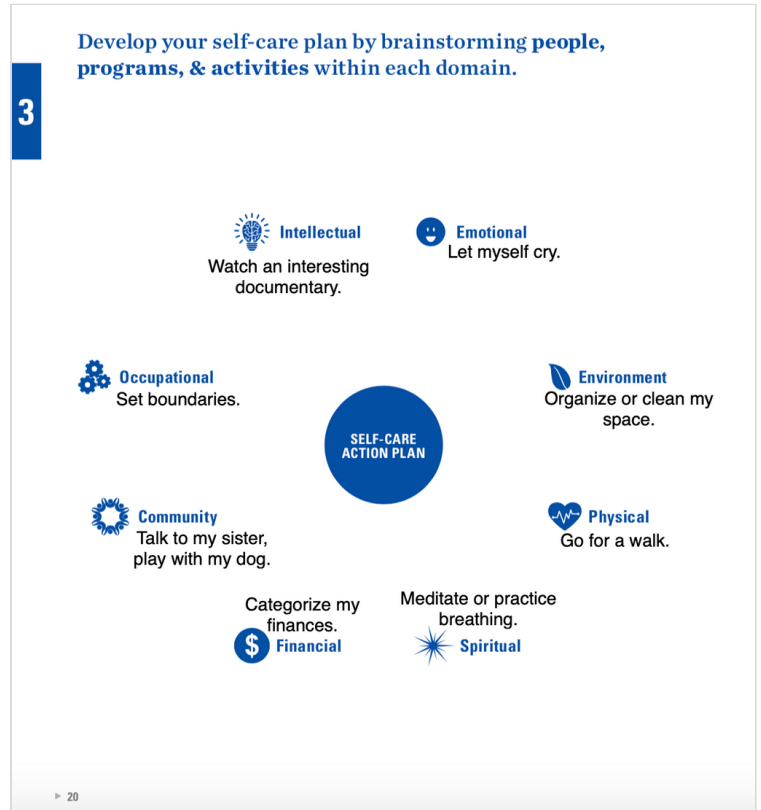 Develop your self-care plan by brainstorming people,
programs, & activities within each domain.
3
Intellectual
Watch an interesting
documentary.
Emotional
Let myself cry.
Occupational
Set boundaries.
Environment
Organize or clean my
space.
SELF-CARE
ACTION PLAN
Community
Talk to my sister,
play with my dog.
Physical
Go for a walk.
Categorize my
finances.
$ Financial
Meditate or practice
breathing.
Spiritual
20